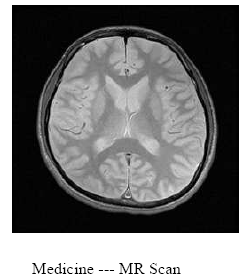 Medicine --- MR Scan